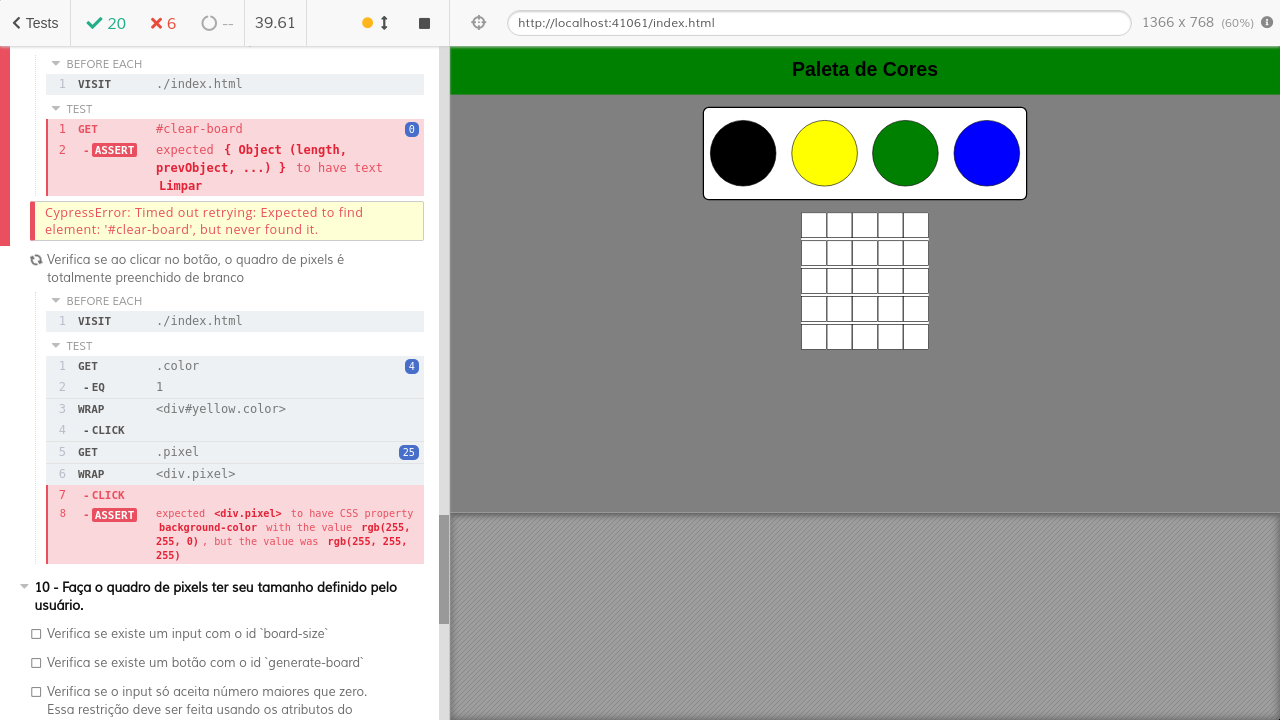 Tests
20
6
--
39.61
http://localhost:41061/index.html
1366 x 768 (60%)
BEFORE EACH
1 VISIT ./index.html
TEST
1 GET #clear-board 0
2 - ASSERT expected { Object (length,
prevObject, ...) } to have text
Limpar
CypressError: Timed out retrying: Expected to find
element: '#clear-board', but never found it.
Verifica se ao clicar no botão, o quadro de pixels é
totalmente preenchido de branco
BEFORE EACH
1 VISIT ./index.html
TEST
1 GET .color 4
2 - EQ 1
3 WRAP <div#yellow.color>
4 - CLICK
5 GET .pixel 25
6 WRAP <div.pixel>
7 - CLICK
8 - ASSERT expected <div.pixel> to have CSS property
background-color with the value rgb(255,
255, 0) , but the value was rgb(255, 255,
255)
10 - Faça o quadro de pixels ter seu tamanho definido pelo
usuário.
Verifica se existe um input com o id `board-size`
Verifica se existe um botão com o id `generate-board`
Verifica se o input só aceita número maiores que zero.
Essa restrição deve ser feita usando os atributos do
Paleta de Cores